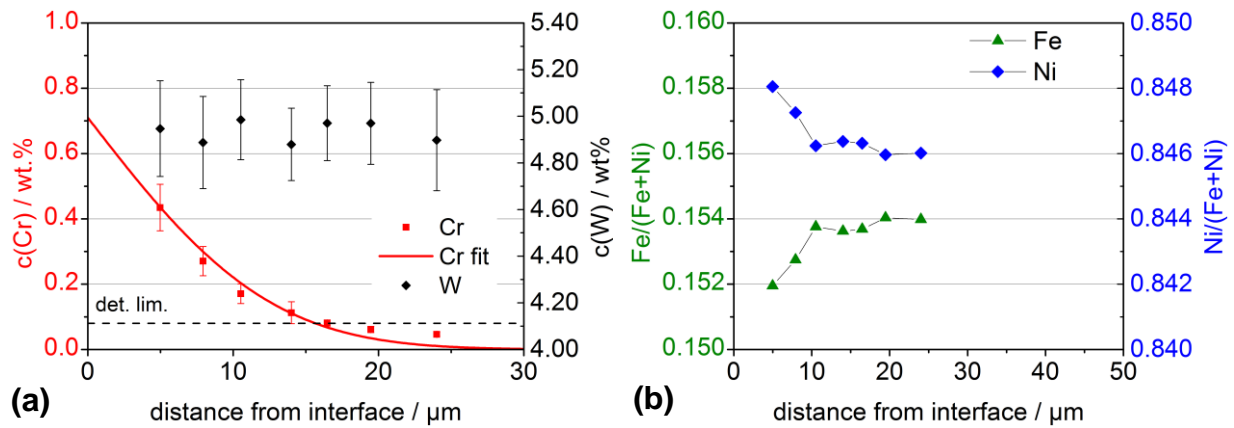 1.0
0.8
0.6
0.4
0.2
0.0
c(Cr) / wt.%
5.40
5.20
5.00
4.80
4.60
4.40
4.20
4.00
c(W) / wt%
Cr
Cr fit
W
det. lim.
0
10
20
30
distance from interface / µm
(a)
0.160
0.158
0.156
0.154
0.152
0.150
Fe/(Fe+Ni)
Fe
Ni
0.850
0.848
0.846
0.844
0.842
0.840
Ni/(Fe+Ni)
0
10
20
30
40
50
distance from interface / µm
(b)